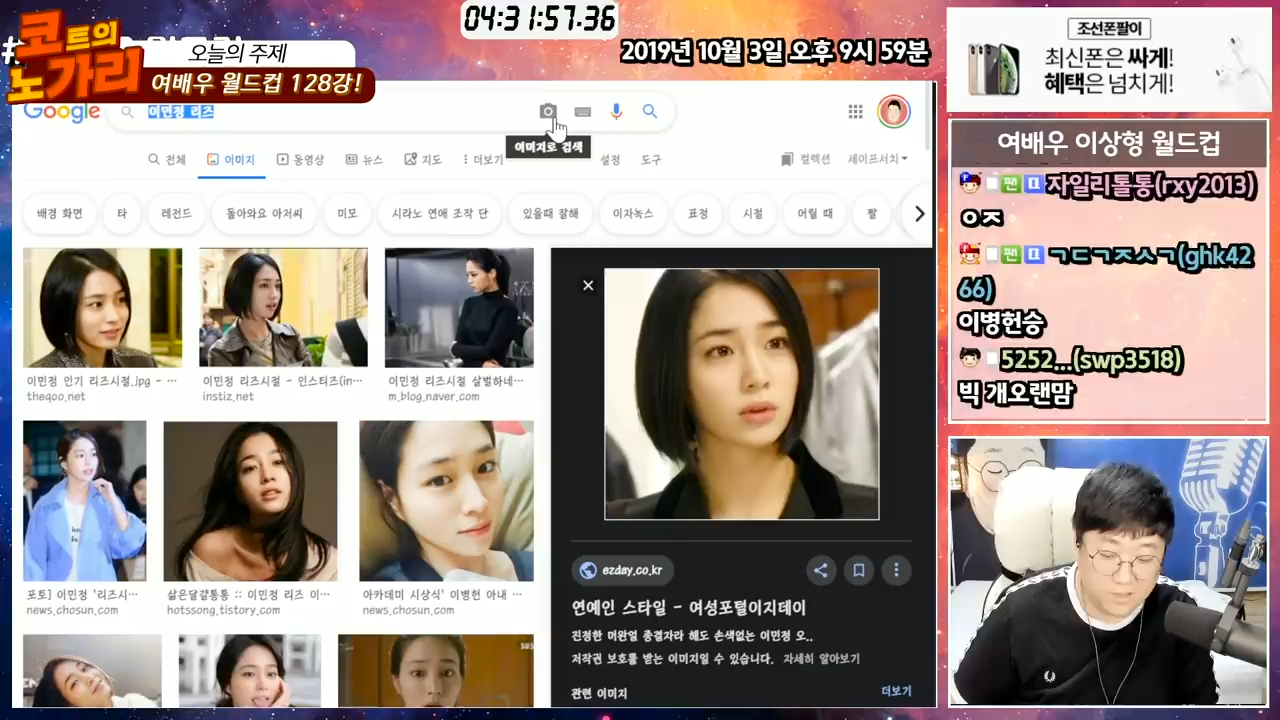 코트의
노가리
오늘의 주제
여배우 월드컵 128강!
04:31:57.36
2019년 10월 3일 오후 9시 59분
조선폰팔이
최신폰은 싸게!
혜택은 넘치게!
Google
이민정 리즈
이미지로 검색
전체
이미지
동영상
뉴스
지도
더보기
설정
도구
컬렉션
세이프서치
배경 화면
타
레전드
돌아와요 아저씨
미모
시라노 연애 조작 단
있을때 잘해
이자녹스
표정
시절
어릴 때
짤
이민정 인기 리즈시절.jpg - ...
theqoo.net
이민정 리즈시절 - 인스티즈(in...
instiz.net
이민정 리즈시절 살벌하네...
m.blog.naver.com
포토] 이민정 '리즈시...
news.chosun.com
삶은달걀통통 :: 이민정 리즈 이...
hotssong.tistory.com
아카데미 시상식' 이병헌 아내 ...
news.chosun.com
SBS
ezday.co.kr
연예인 스타일 - 여성포털이지데이
진정한 머완얼 종결자라 해도 손색없는 이민정 오..
저작권 보호를 받는 이미지일 수 있습니다. 자세히 알아보기
관련 이미지
더보기
여배우 이상형 월드컵
팬 자일리톨통(rxy2013)
ㅇㅈ
팬 ㄱㄷㄱㅈㅅㄱ(ghk42
66)
이병헌승
5252...(swp3518)
빅 개오랜맘